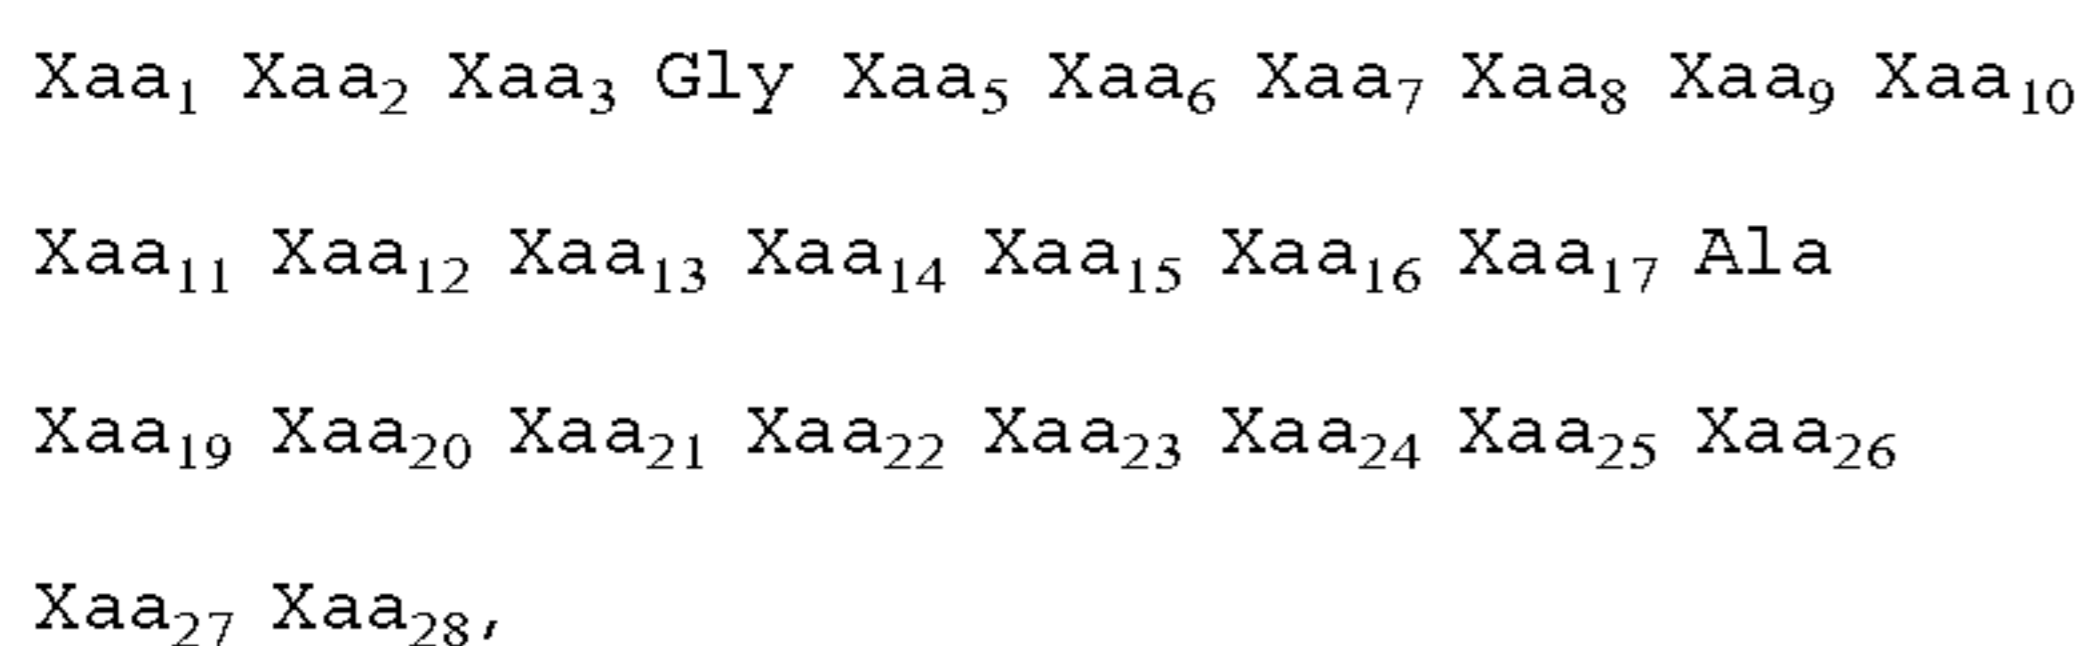 Xaa₁ Xaa₂ Xaa₃ Gly Xaa₅ Xaa₆ Xaa₇ Xaa₈ Xaa₉ Xaa₁₀
Xaa₁₁ Xaa₁₂ Xaa₁₃ Xaa₁₄ Xaa₁₅ Xaa₁₆ Xaa₁₇ Ala
Xaa₁₉ Xaa₂₀ Xaa₂₁ Xaa₂₂ Xaa₂₃ Xaa₂₄ Xaa₂₅ Xaa₂₆
Xaa₂₇ Xaa₂₈,